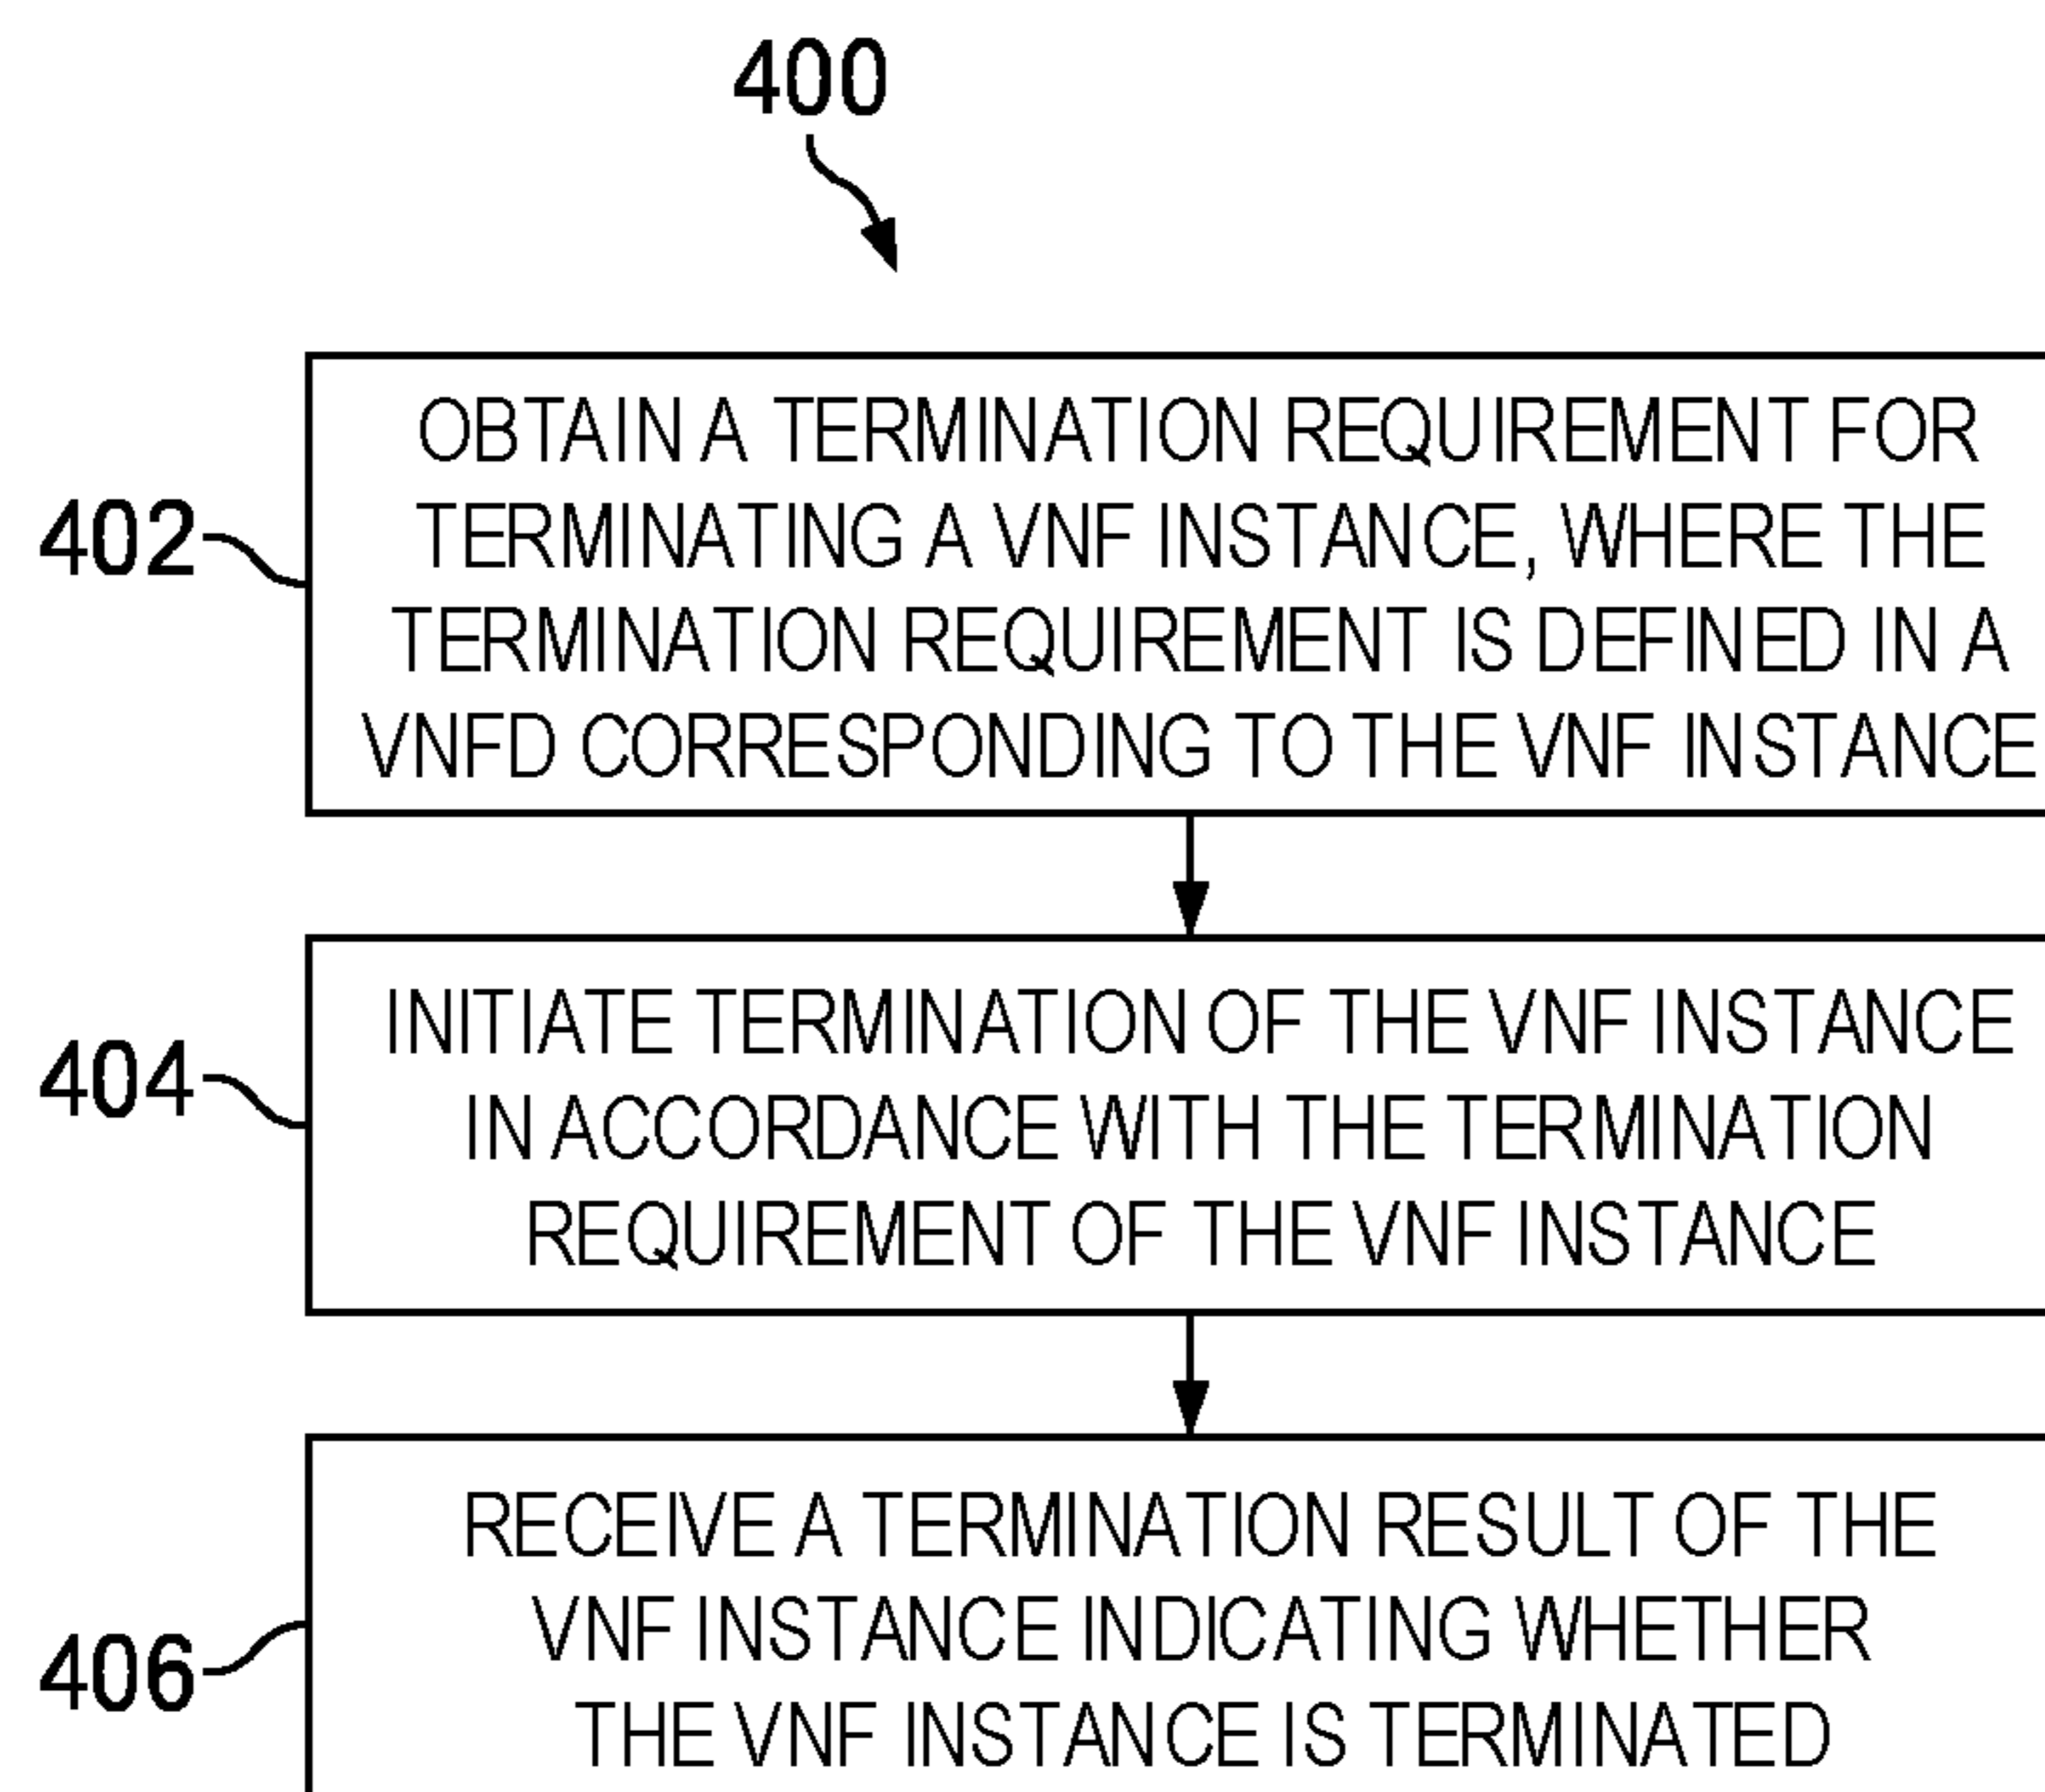 400
402
OBTAIN A TERMINATION REQUIREMENT FOR
TERMINATING A VNF INSTANCE, WHERE THE
TERMINATION REQUIREMENT IS DEFINED IN A
VNFD CORRESPONDING TO THE VNF INSTANCE
404
INITIATE TERMINATION OF THE VNF INSTANCE
IN ACCORDANCE WITH THE TERMINATION
REQUIREMENT OF THE VNF INSTANCE
406
RECEIVE A TERMINATION RESULT OF THE
VNF INSTANCE INDICATING WHETHER
THE VNF INSTANCE IS TERMINATED